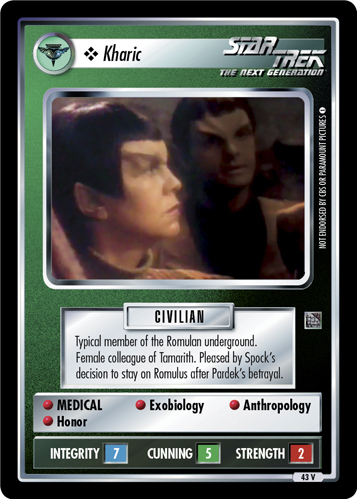 ❖ Kharic
STAR TREK
THE NEXT GENERATION
NOT ENDORSED BY CBS OR PARAMOUNT PICTURES
CIVILIAN
Typical member of the Romulan underground.
Female colleague of Tamarith. Pleased by Spock's
decision to stay on Romulus after Pardek's betrayal.
MEDICAL Exobiology Anthropology
Honor
INTEGRITY 7 CUNNING 5 STRENGTH 2
43 V